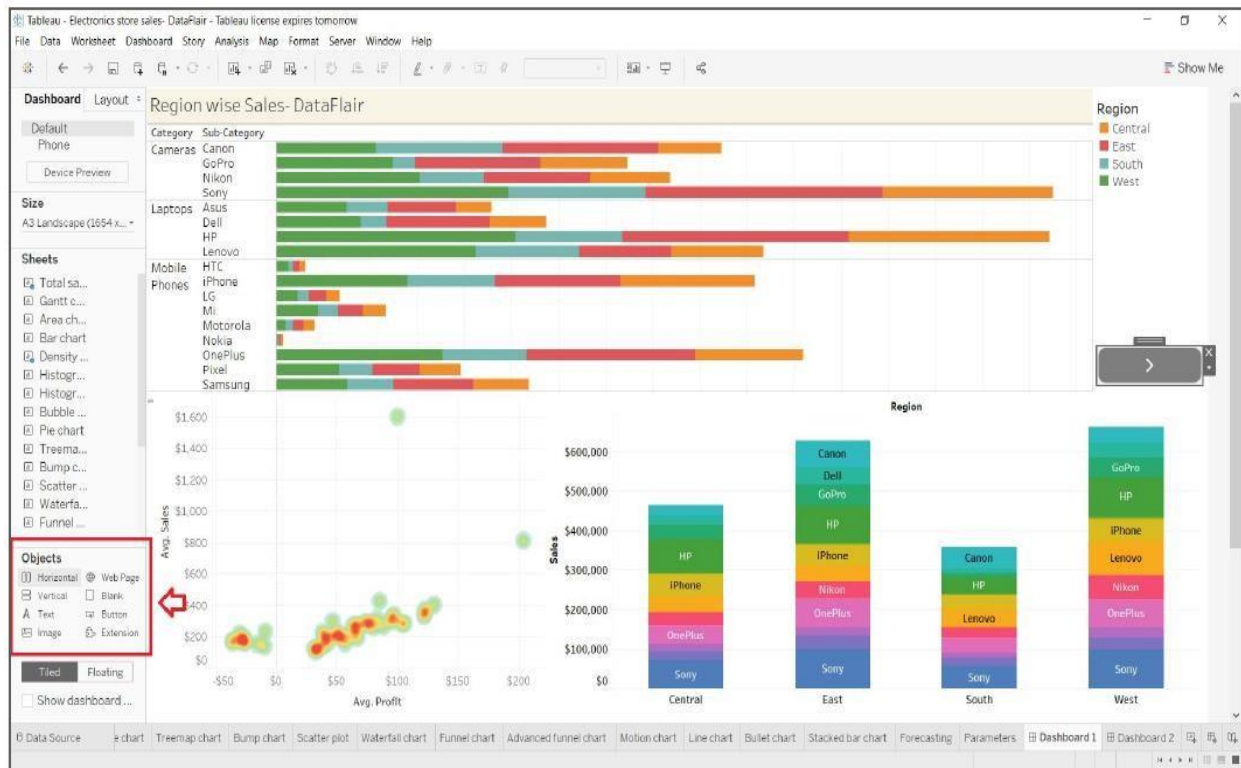 Tableau - Electronics store sales- DataFlair - Tableau license expires tomorrow
File Data Worksheet Dashboard Story Analysis Map Format Server Window Help
Show Me
Dashboard Layout
Default
Phone
Device Preview
Size
A3 Landscape (1654 x...
Sheets
Total sa...
Gantt c...
Area ch...
Bar chart
Density ...
Histogr...
Histogr...
Bubble ...
Pie chart
Treema...
Bump c...
Scatter ...
Waterfa...
Funnel ...
Objects
Horizontal Web Page
Vertical Blank
Text Button
Image Extension
Tiled Floating
Show dashboard ...
Region wise Sales- DataFlair
Category Sub-Category
Cameras Canon
GoPro
Nikon
Sony
Laptops Asus
Dell
HP
Lenovo
Mobile Phones HTC
iPhone
LG
Mi
Motorola
Nokia
OnePlus
Pixel
Samsung
Region
Central
East
South
West
Avg. Sales
$1,600
$1,400
$1,200
$1,000
$800
$600
$400
$200
$0
-$50 $0 $50 $100 $150 $200
Avg. Profit
Region
Sales
$600,000
$500,000
$400,000
$300,000
$200,000
$100,000
$0
HP
iPhone
OnePlus
Sony
Canon
Dell
GoPro
HP
iPhone
Nikon
OnePlus
Sony
Canon
HP
Lenovo
Sony
GoPro
HP
iPhone
Lenovo
Nikon
OnePlus
Sony
Central East South West
Data Source e chart Treemap chart Bump chart Scatter plot Waterfall chart Funnel chart Advanced funnel chart Motion chart Line chart Bullet chart Stacked bar chart Forecasting Parameters Dashboard 1 Dashboard 2